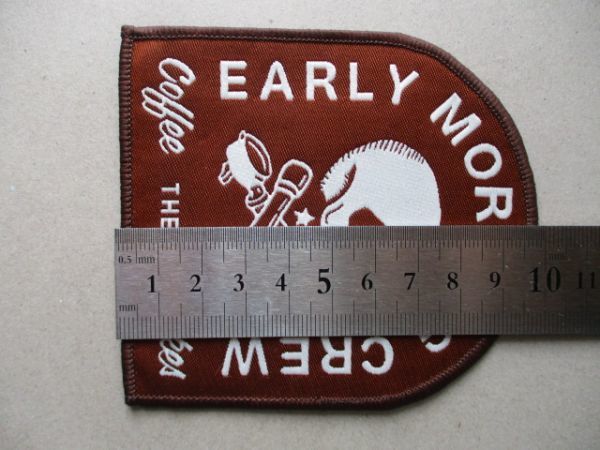 EARLY MOR
Coffee THE
CREW
0.5 mm
1 2 3 4 5 6 7 8 9 10 11
mm